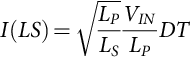 I(LS) = √(L_P/L_S) V_IN/L_P DT